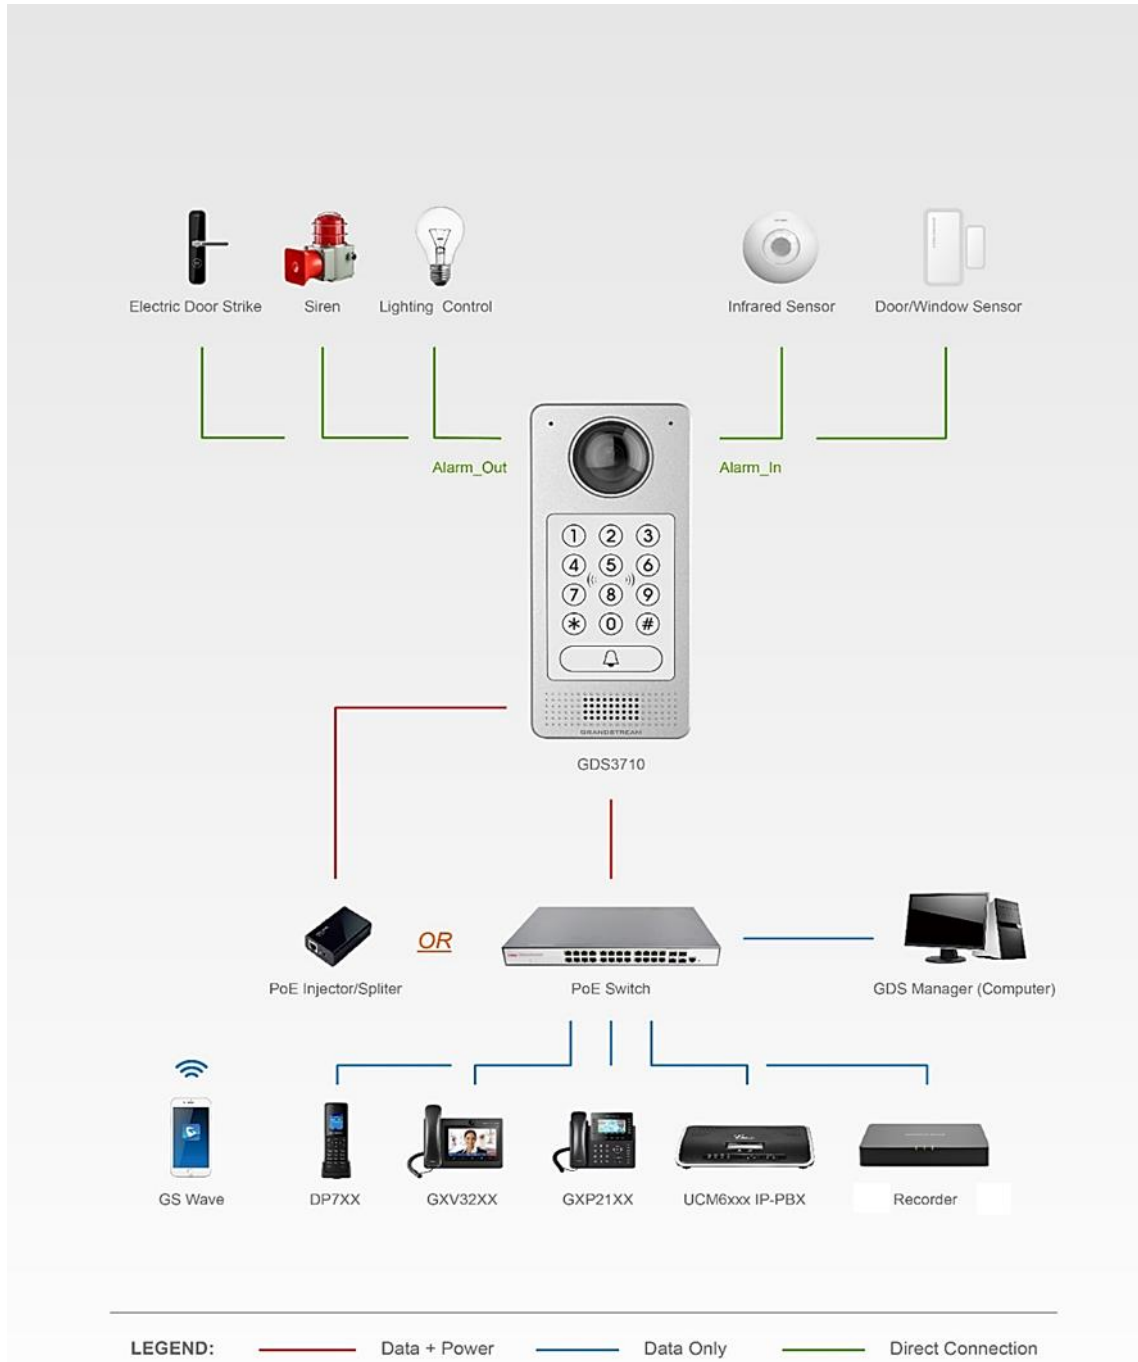 Electric Door Strike
Siren
Lighting Control
Infrared Sensor
Door/Window Sensor
Alarm_Out
Alarm_In
1 2 3
4 5 6
7 8 9
* 0 #
GRANDSTREAM
GDS3710
OR
PoE Injector/Spliter
PoE Switch
GDS Manager (Computer)
GS Wave
DP7XX
GXV32XX
GXP21XX
UCM6xxx IP-PBX
Recorder
LEGEND:
Data + Power
Data Only
Direct Connection